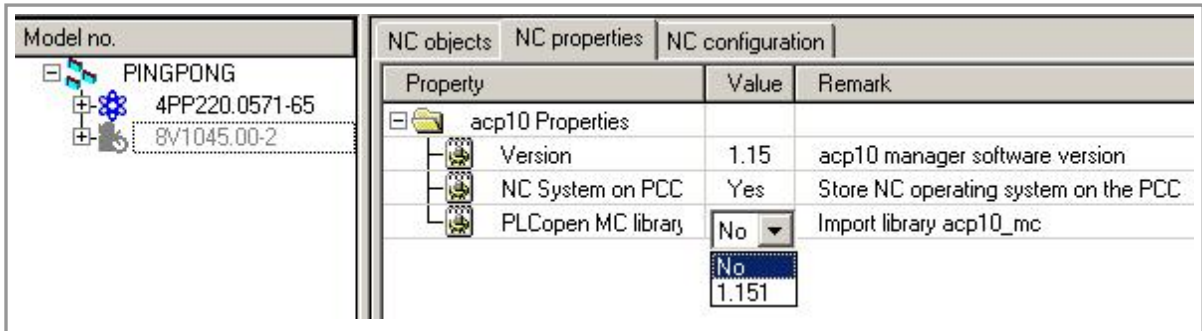 Model no.
PINGPONG
4PP220.0571-65
8V1045.00-2
NC objects NC properties NC configuration
Property Value Remark
acp10 Properties
Version 1.15 acp10 manager software version
NC System on PCC Yes Store NC operating system on the PCC
PLCopen MC library No Import library acp10_mc
No
1.151